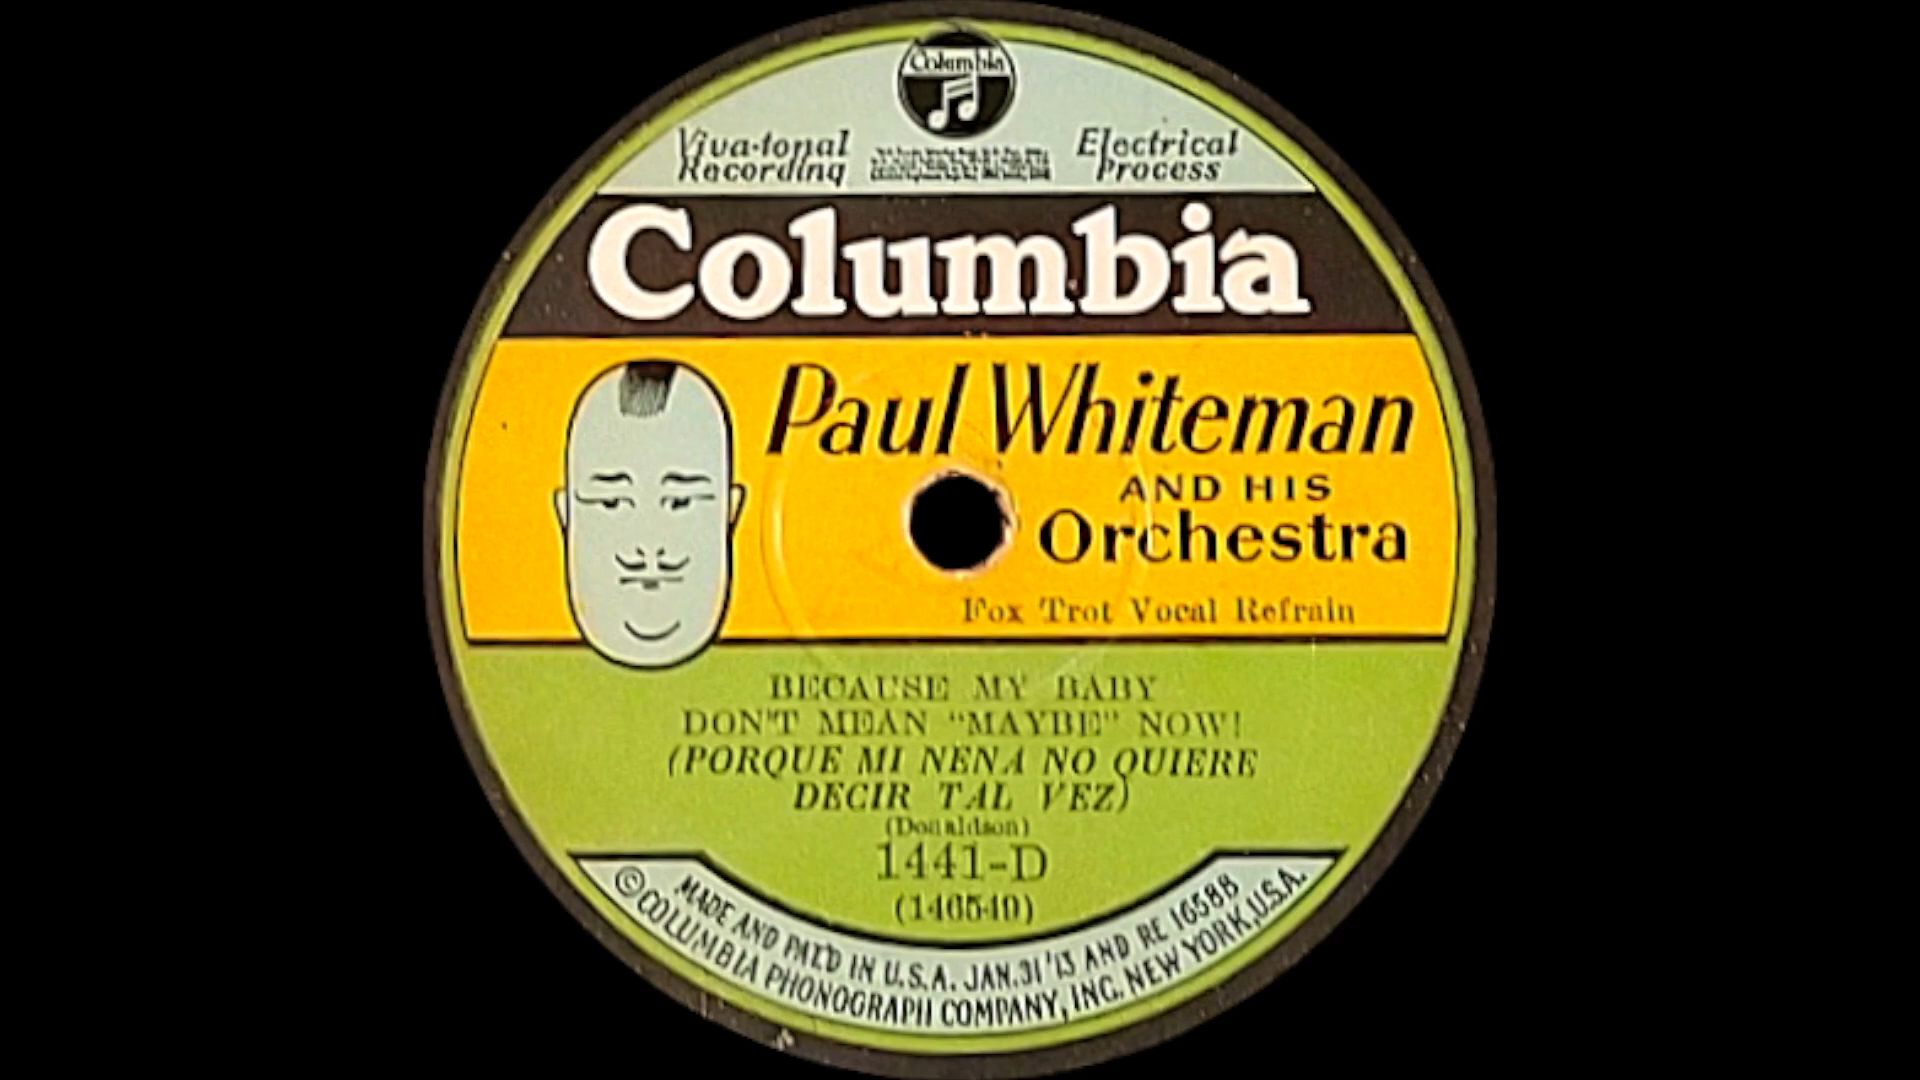 Columbia
Viva-tonal
Recording
Electrical
Process
Columbia
Paul Whiteman
AND HIS
Orchestra
Fox Trot Vocal Refrain
BECAUSE MY BABY
DON'T MEAN “MAYBE” NOW!
(PORQUE MI NENA NO QUIERE
DECIR TAL VEZ)
(Donaldson)
1441-D
(146540)
MADE AND PAT'D IN U.S.A. JAN.31 '13 AND RE 16588
©COLUMBIA PHONOGRAPH COMPANY, INC. NEW YORK, U.S.A.